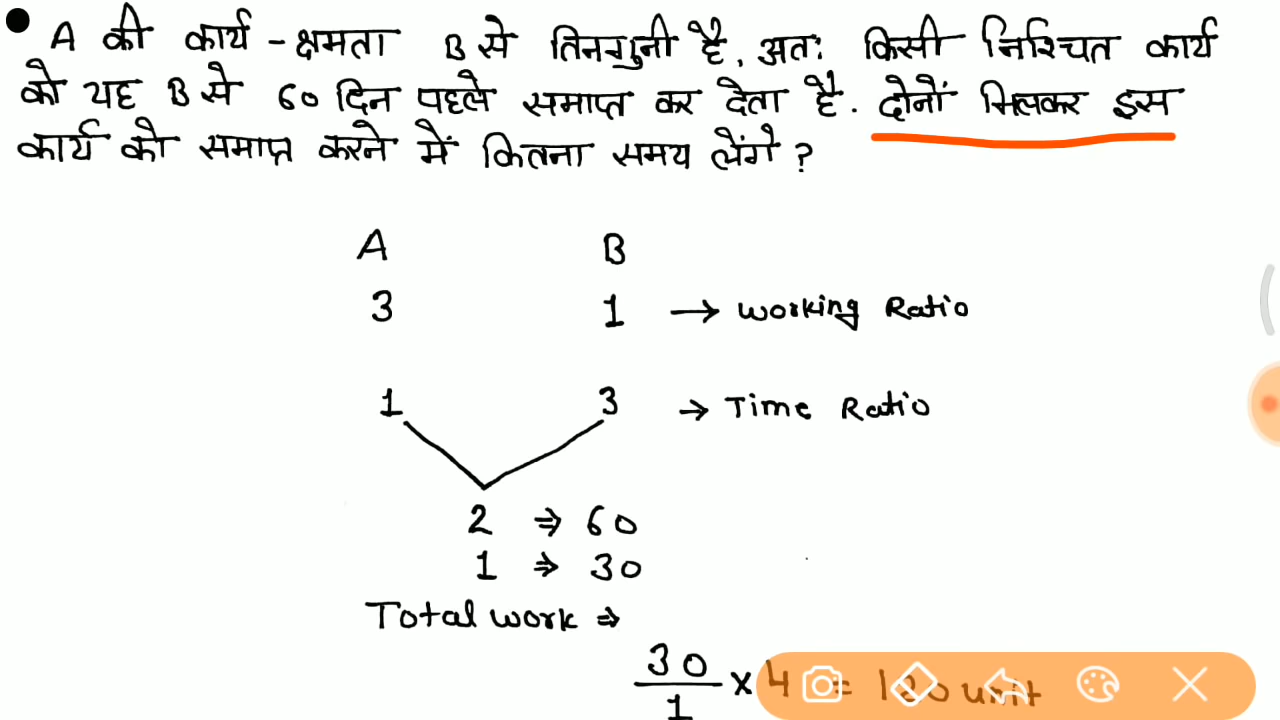 A की कार्य - क्षमता B से तिनगुनी है, अतः किसी निश्चित कार्य
को यह B से 60 दिन पहले समाप्त कर देता है. दोनों मिलकर इस
कार्य को समाप्त करने में कितना समय लेंगे ?
A B
3 1 → Working Ratio
1 3 → Time Ratio
2 ⇒ 60
1 ⇒ 30
Total work ⇒
30/1 × 4 = unit